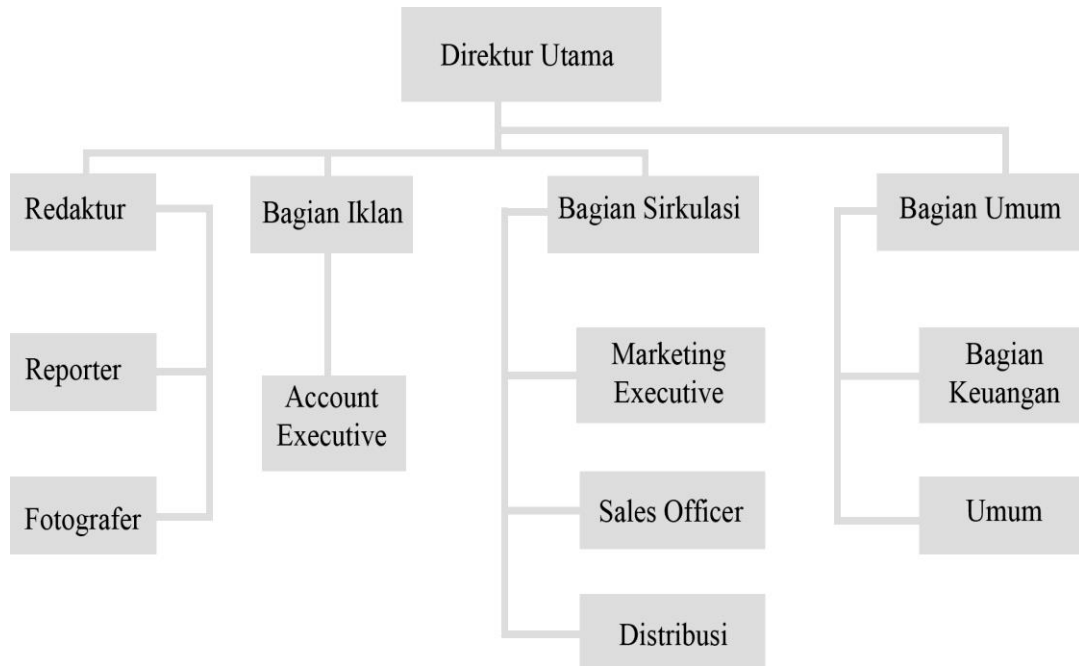 Direktur Utama
Redaktur
Bagian Iklan
Bagian Sirkulasi
Bagian Umum
Reporter
Account
Executive
Marketing
Executive
Bagian
Keuangan
Fotografer
Sales Officer
Umum
Distribusi